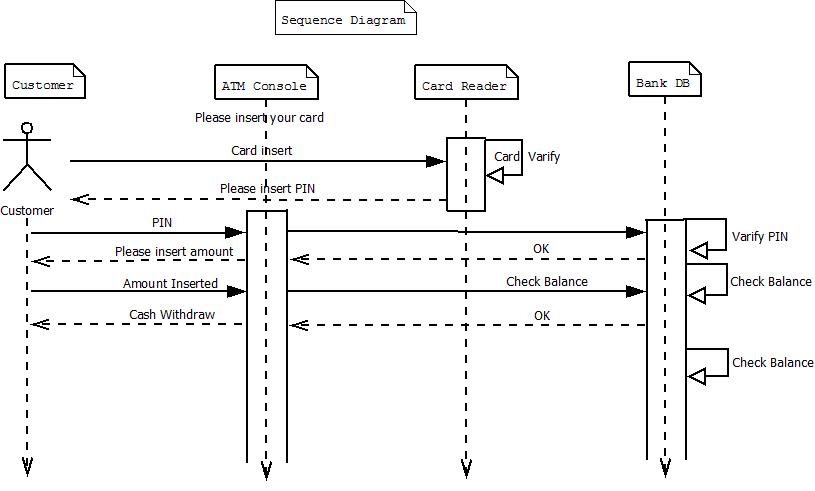 Sequence Diagram
Customer
ATM Console
Card Reader
Bank DB
Please insert your card
Card insert
Card Varify
Please insert PIN
Customer
PIN
Varify PIN
Please insert amount
OK
Amount Inserted
Check Balance
Check Balance
Cash Withdraw
OK
Check Balance